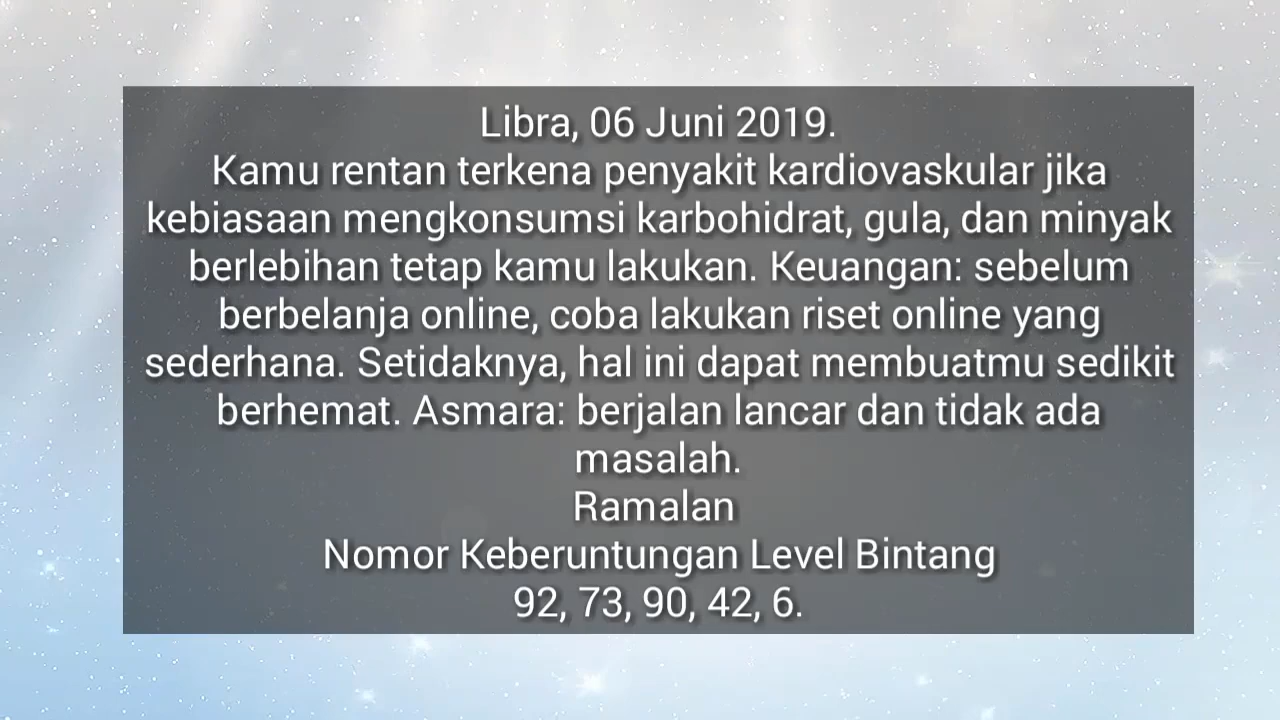 Libra, 06 Juni 2019.
Kamu rentan terkena penyakit kardiovaskular jika
kebiasaan mengkonsumsi karbohidrat, gula, dan minyak
berlebihan tetap kamu lakukan. Keuangan: sebelum
berbelanja online, coba lakukan riset online yang
sederhana. Setidaknya, hal ini dapat membuatmu sedikit
berhemat. Asmara: berjalan lancar dan tidak ada
masalah.
Ramalan
Nomor Keberuntungan Level Bintang
92, 73, 90, 42, 6.